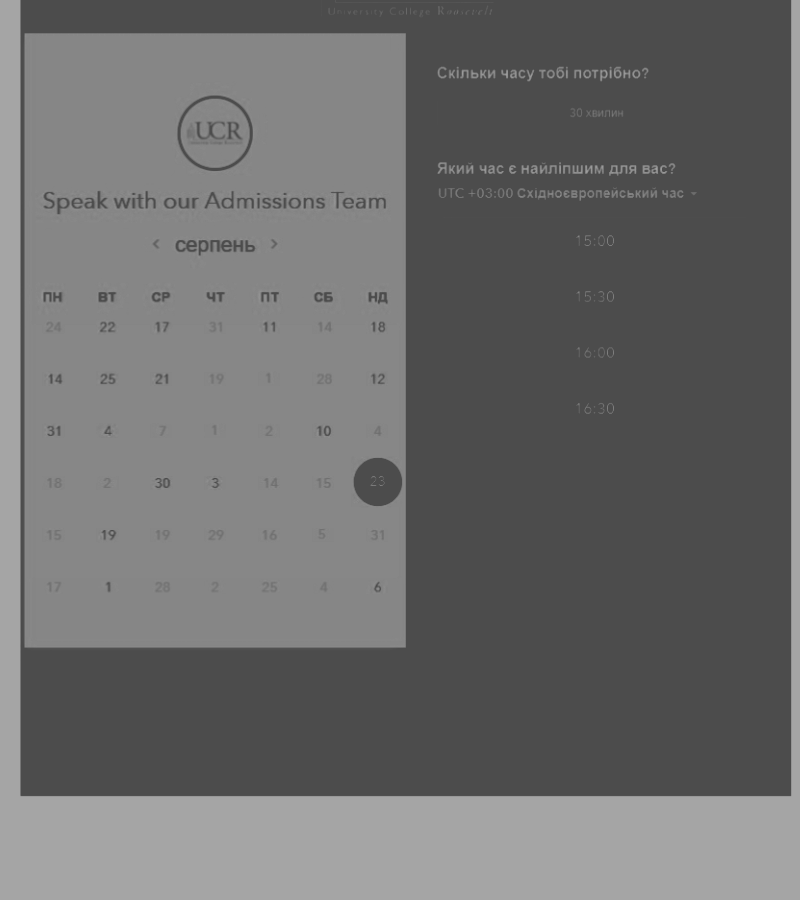 University College Roosevelt
UCR
Speak with our Admissions Team
‹ серпень ›
ПН ВТ СР ЧТ ПТ СБ НД
24 22 17 31 11 14 18
14 25 21 19 1 28 12
31 4 7 1 2 10 4
18 2 30 3 14 15 23
15 19 19 29 16 5 31
17 1 28 2 25 4 6
Скільки часу тобі потрібно?
30 хвилин
Який час є найліпшим для вас?
UTC +03:00 Східноєвропейський час
15:00
15:30
16:00
16:30